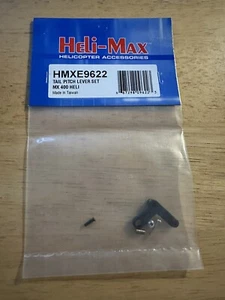 Heli-Max
HELICOPTER ACCESSORIES
HMXE9622
TAIL PITCH LEVER SET
MX 400 HELI
Made in Taiwan